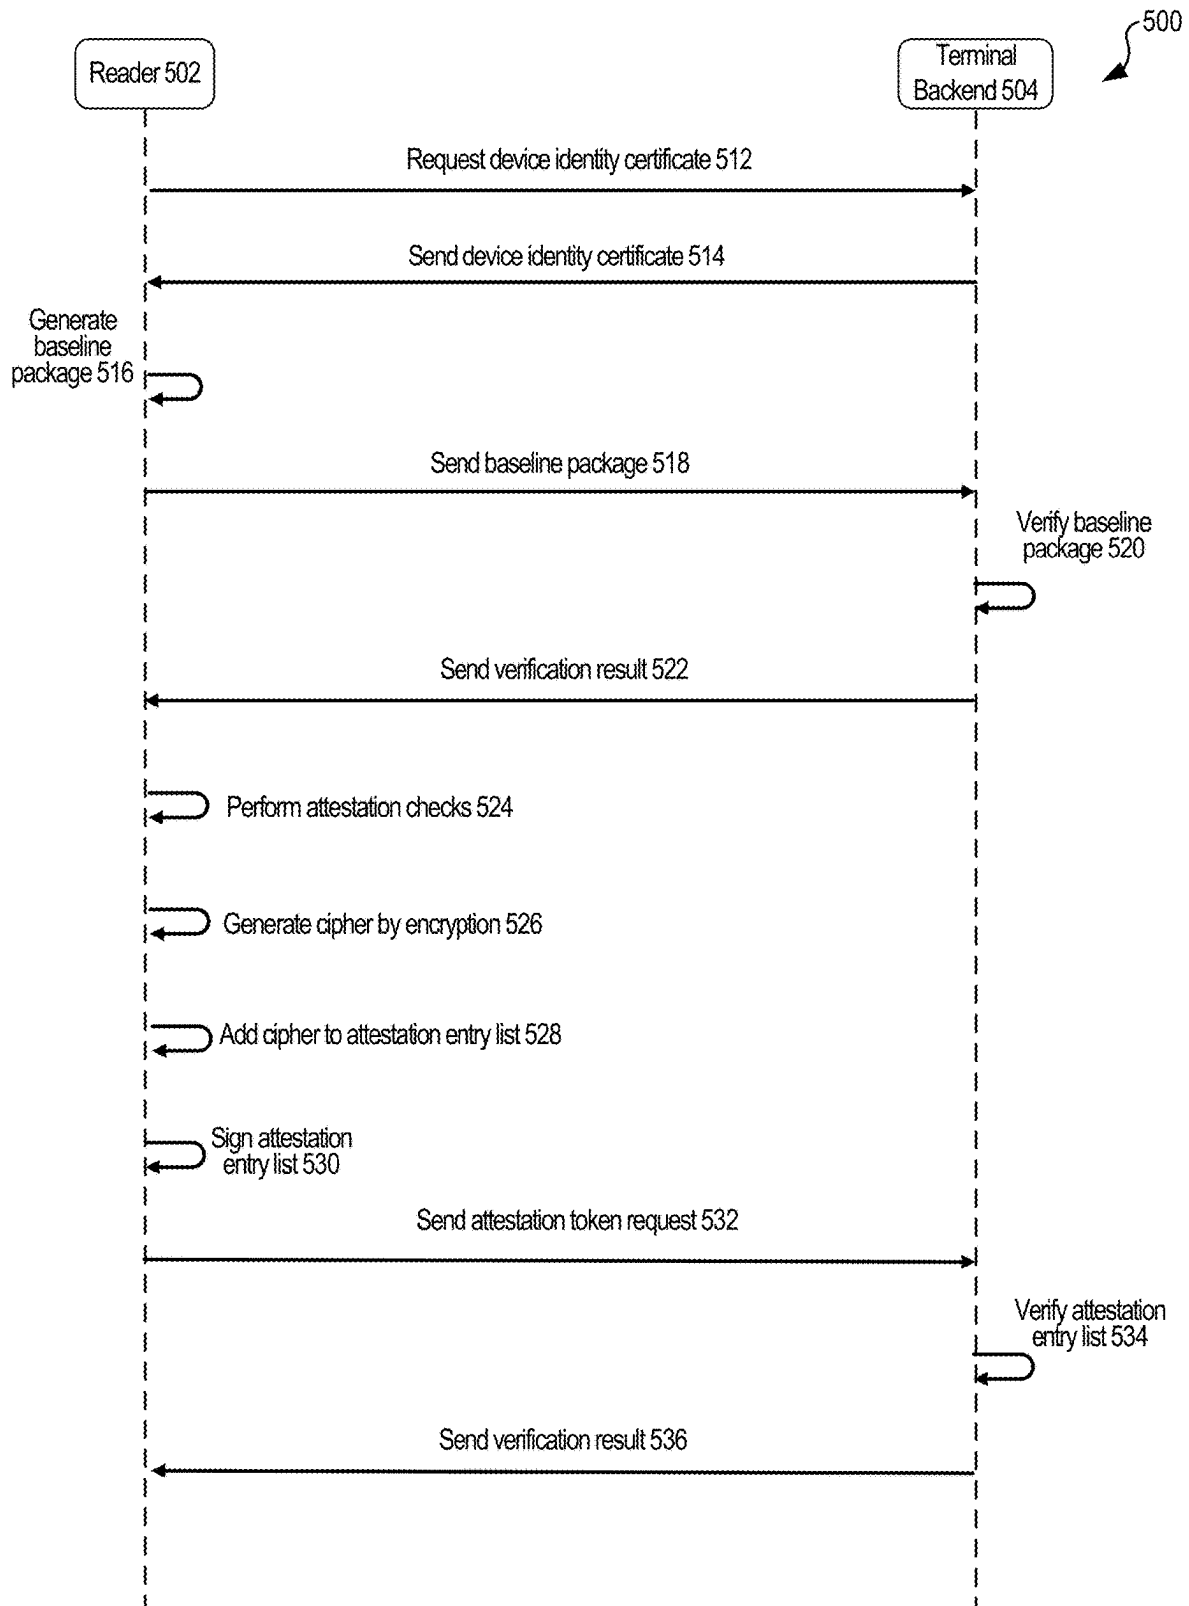 500
Reader 502
Terminal
Backend 504
Request device identity certificate 512
Send device identity certificate 514
Generate
baseline
package 516
Send baseline package 518
Verify baseline
package 520
Send verification result 522
Perform attestation checks 524
Generate cipher by encryption 526
Add cipher to attestation entry list 528
Sign attestation
entry list 530
Send attestation token request 532
Verify attestation
entry list 534
Send verification result 536